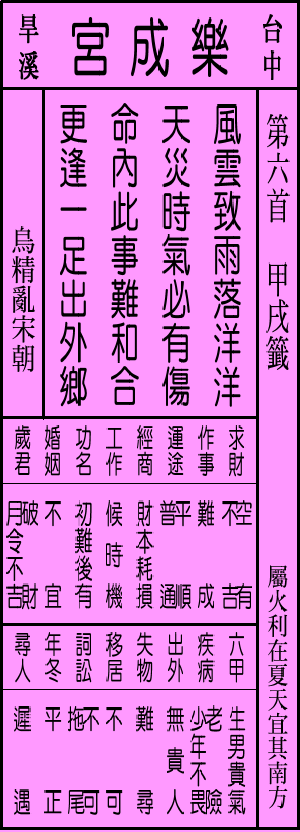 台中
樂成宮
旱溪
第六首 甲戌籤 屬火利在夏天宜其南方
風雲致雨落洋洋
天災時氣必有傷
命內此事難和合
更逢一足出外鄉
烏精亂宋朝
求財
空有
不吉
作事
難成
運途
平順
普通
經商
財本耗損
工作
候時機
功名
初難後有
婚姻
不宜
歲君
破財
月令不吉
六甲
生男貴氣
疾病
老險
少年不畏
出外
無貴人
失物
難尋
移居
不可
詞訟
不可
拖尾
年冬
平正
尋人
遲遇